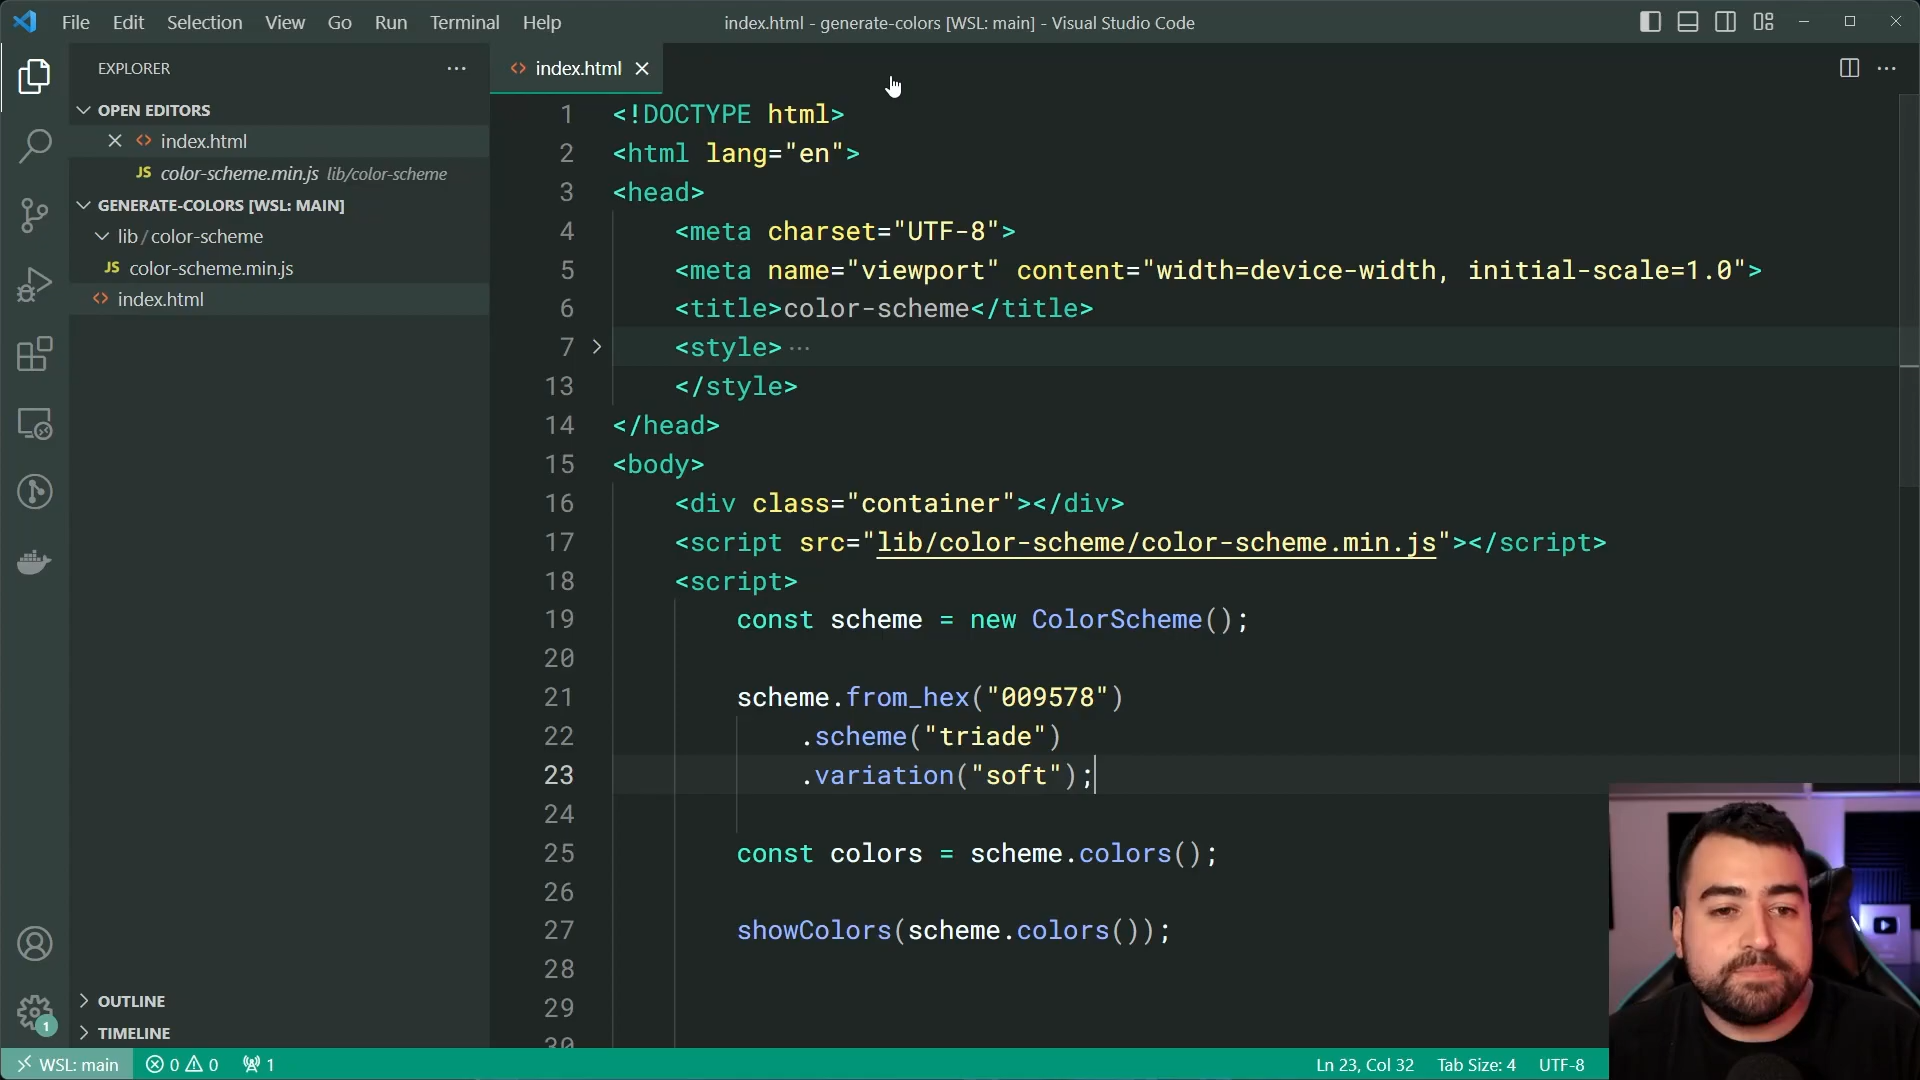 File Edit Selection View Go Run Terminal Help
index.html - generate-colors [WSL: main] - Visual Studio Code
EXPLORER
OPEN EDITORS
index.html
JS color-scheme.min.js lib/color-scheme
GENERATE-COLORS [WSL: MAIN]
lib/color-scheme
JS color-scheme.min.js
index.html
OUTLINE
TIMELINE
1
index.html
1 <!DOCTYPE html>
2 <html lang="en">
3 <head>
4 <meta charset="UTF-8">
5 <meta name="viewport" content="width=device-width, initial-scale=1.0">
6 <title>color-scheme</title>
7 <style>···
13 </style>
14 </head>
15 <body>
16 <div class="container"></div>
17 <script src="lib/color-scheme/color-scheme.min.js"></script>
18 <script>
19 const scheme = new ColorScheme();
20
21 scheme.from_hex("009578")
22 .scheme("triade")
23 .variation("soft");
24
25 const colors = scheme.colors();
26
27 showColors(scheme.colors());
28
29
30
WSL: main 0 0 1
Ln 23, Col 32 Tab Size: 4 UTF-8